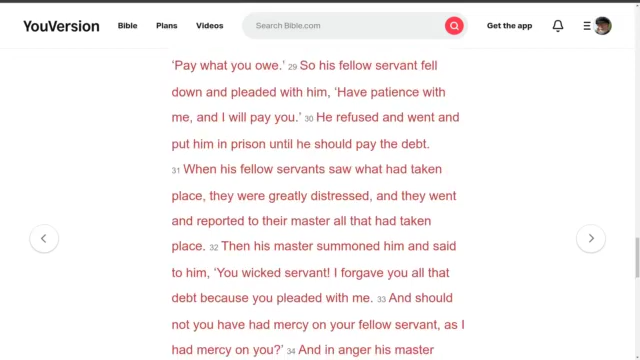 YouVersion Bible Plans Videos Search Bible.com Get the app
'Pay what you owe.' 29 So his fellow servant fell
down and pleaded with him, 'Have patience with
me, and I will pay you.' 30 He refused and went and
put him in prison until he should pay the debt.
31 When his fellow servants saw what had taken
place, they were greatly distressed, and they went
and reported to their master all that had taken
place. 32 Then his master summoned him and said
to him, 'You wicked servant! I forgave you all that
debt because you pleaded with me. 33 And should
not you have had mercy on your fellow servant, as I
had mercy on you?' 34 And in anger his master